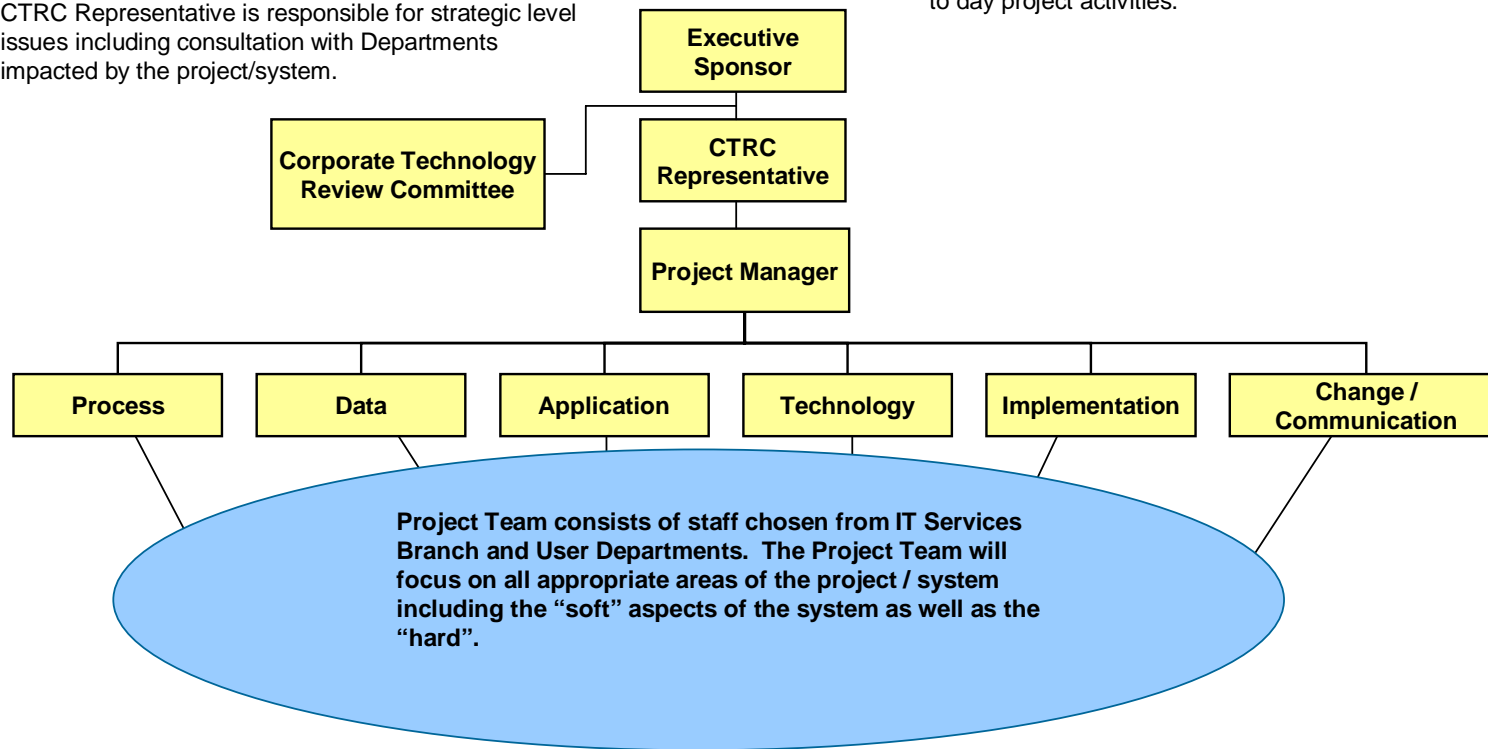 CTRC Representative is responsible for strategic level
issues including consultation with Departments
impacted by the project/system.
to day project activities.
Executive
Sponsor
Corporate Technology
Review Committee
CTRC
Representative
Project Manager
Process
Data
Application
Technology
Implementation
Change /
Communication
Project Team consists of staff chosen from IT Services
Branch and User Departments.  The Project Team will
focus on all appropriate areas of the project / system
including the “soft” aspects of the system as well as the
“hard”.